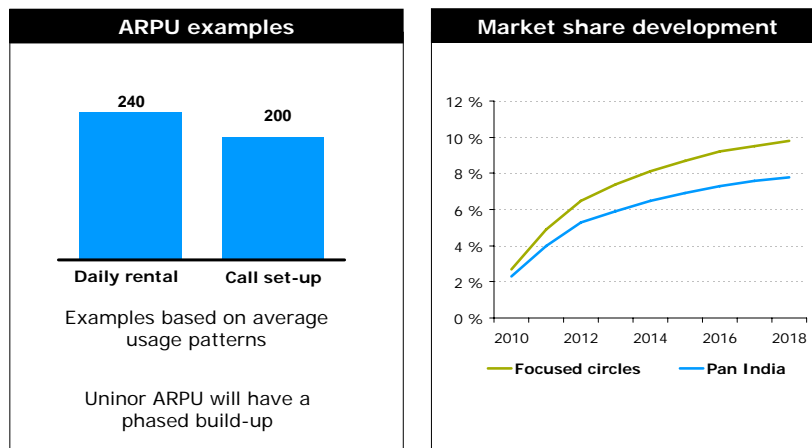 ARPU examples
240
200
Daily rental
Call set-up
Examples based on average
usage patterns
Uninor ARPU will have a
phased build-up
Market share development
12 %
10 %
8 %
6 %
4 %
2 %
0 %
2010
2012
2014
2016
2018
Focused circles
Pan India